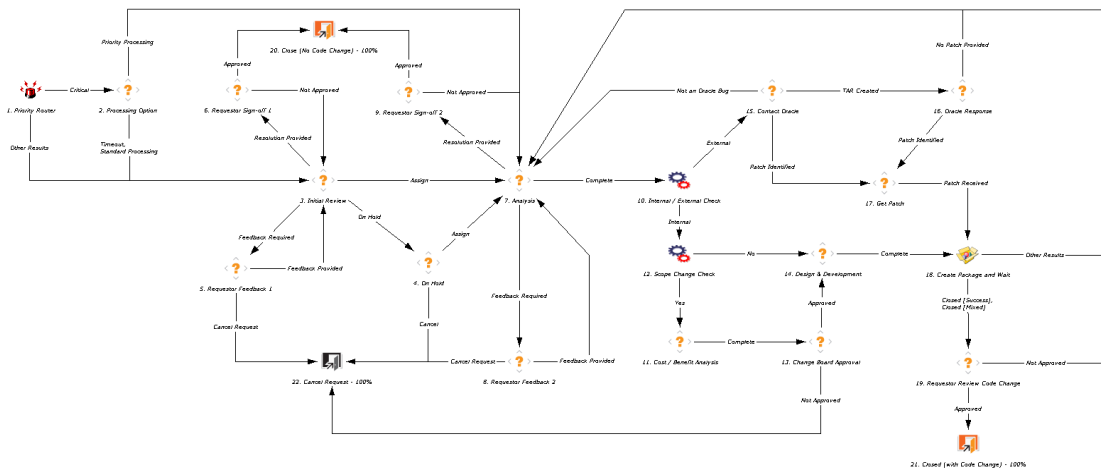 Priority Processing
20. Close (No Code Change) - 100%
No Patch Provided
Approved
Approved
Critical
Not Approved
Not Approved
Not an Oracle Bug
TAR Created
1. Priority Router
2. Processing Option
6. Requestor Sign-off 1
9. Requestor Sign-off 2
15. Contact Oracle
16. Oracle Response
Other Results
Timeout,
Standard Processing
Resolution Provided
Resolution Provided
External
Patch Identified
Patch Identified
Assign
Complete
Patch Received
3. Initial Review
7. Analysis
10. Internal / External Check
17. Get Patch
On Hold
Internal
Feedback Required
Assign
Feedback Provided
No
Complete
Other Results
5. Requestor Feedback 1
4. On Hold
12. Scope Change Check
14. Design & Development
18. Create Package and Wait
Feedback Required
Yes
Approved
Closed [Success],
Closed [Mixed]
Cancel Request
Cancel
Complete
Cancel Request
Feedback Provided
Not Approved
11. Cost / Benefit Analysis
13. Change Board Approval
22. Cancel Request - 100%
8. Requestor Feedback 2
19. Requestor Review Code Change
Not Approved
Approved
21. Closed (with Code Change) - 100%